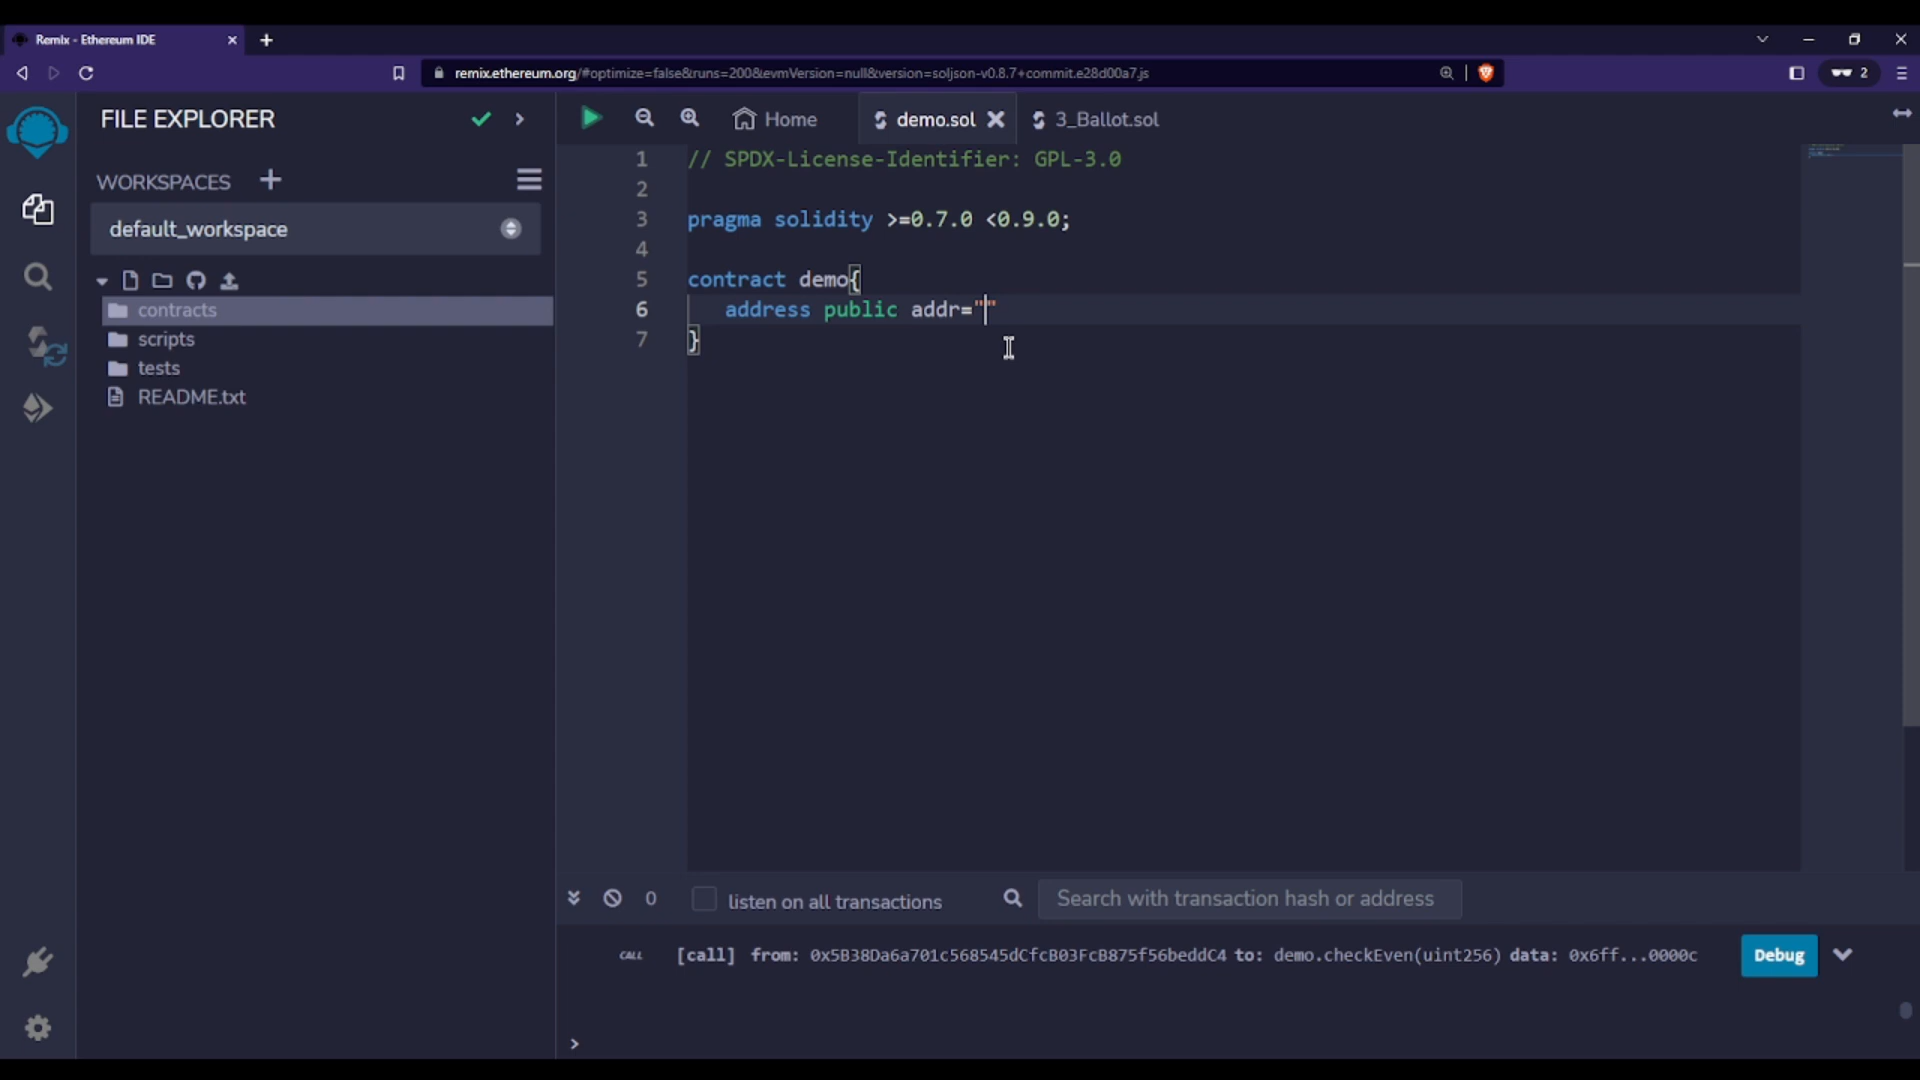 Remix - Ethereum IDE
remix.ethereum.org/#optimize=false&runs=200&evmVersion=null&version=soljson-v0.8.7+commit.e28d00a7.js
2
FILE EXPLORER
Home
demo.sol
3_Ballot.sol
WORKSPACES
default_workspace
contracts
scripts
tests
README.txt
1 // SPDX-License-Identifier: GPL-3.0
2
3 pragma solidity >=0.7.0 <0.9.0;
4
5 contract demo{
6 address public addr=""
7 }
0 listen on all transactions Search with transaction hash or address
CALL [call] from: 0x5B38Da6a701c568545dCfcB03FcB875f56beddC4 to: demo.checkEven(uint256) data: 0x6ff...0000c Debug
>